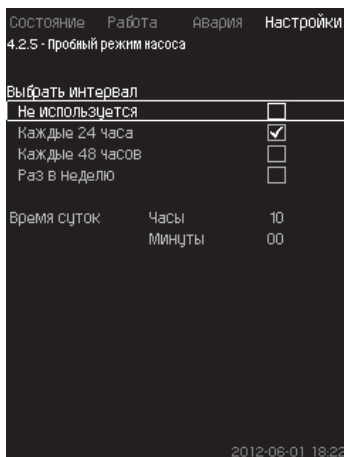 Состояние Работа Авария Настройки
4.2.5 - Пробный режим насоса
Выбрать интервал
Не используется
Каждые 24 часа
Каждые 48 часов
Раз в неделю
Время суток Часы 10
Минуты 00
2012-06-01 18:22